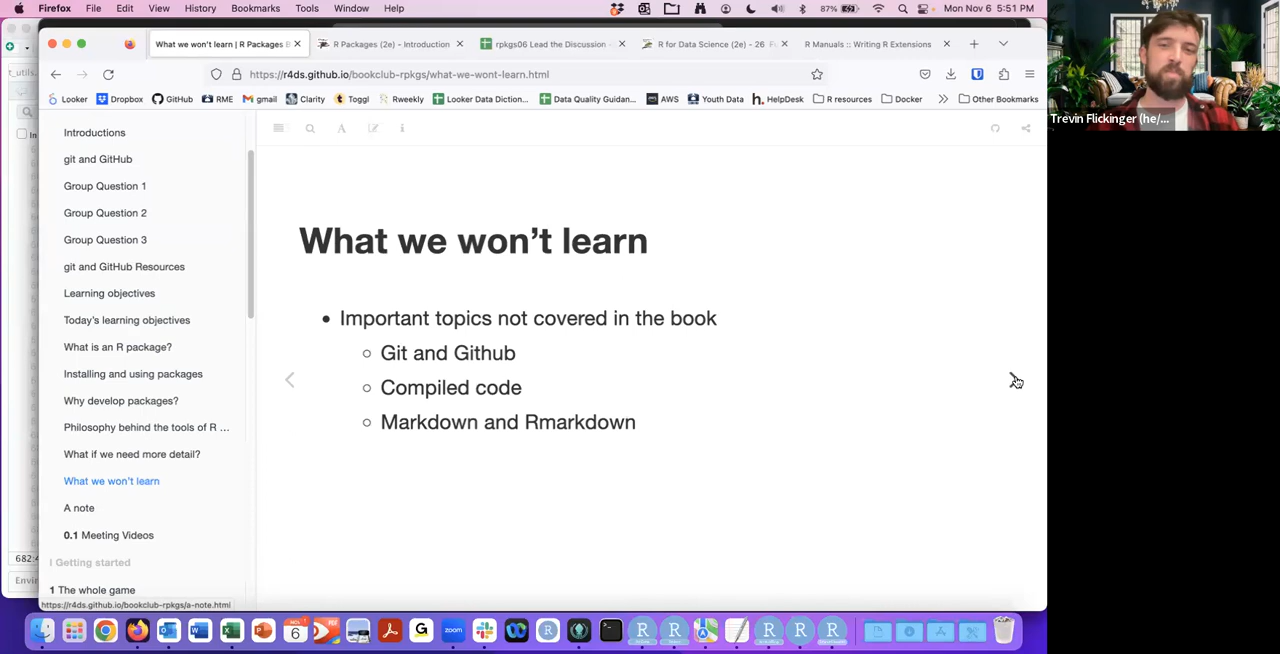 Firefox File Edit View History Bookmarks Tools Window Help 87% Mon Nov 6 5:51 PM
What we won't learn | R Packages B R Packages (2e) - Introduction rpkgs06 Lead the Discussion - R for Data Science (2e) - 26 F R Manuals :: Writing R Extensions
t_utils.
https://r4ds.github.io/bookclub-rpkgs/what-we-wont-learn.html
Looker Dropbox GitHub RME gmail Clarity Toggl Rweekly Looker Data Diction... Data Quality Guidan... AWS Youth Data HelpDesk R resources Docker Other Bookmarks
In
Introductions
git and GitHub
Group Question 1
Group Question 2
Group Question 3
git and GitHub Resources
Learning objectives
Today's learning objectives
What is an R package?
Installing and using packages
Why develop packages?
Philosophy behind the tools of R ...
What if we need more detail?
What we won't learn
A note
0.1 Meeting Videos
I Getting started
1 The whole game
What we won't learn
• Important topics not covered in the book
○ Git and Github
○ Compiled code
○ Markdown and Rmarkdown
682:4
Envir
https://r4ds.github.io/bookclub-rpkgs/a-note.html
Trevin Flickinger (he/...
NOV
6
zoom